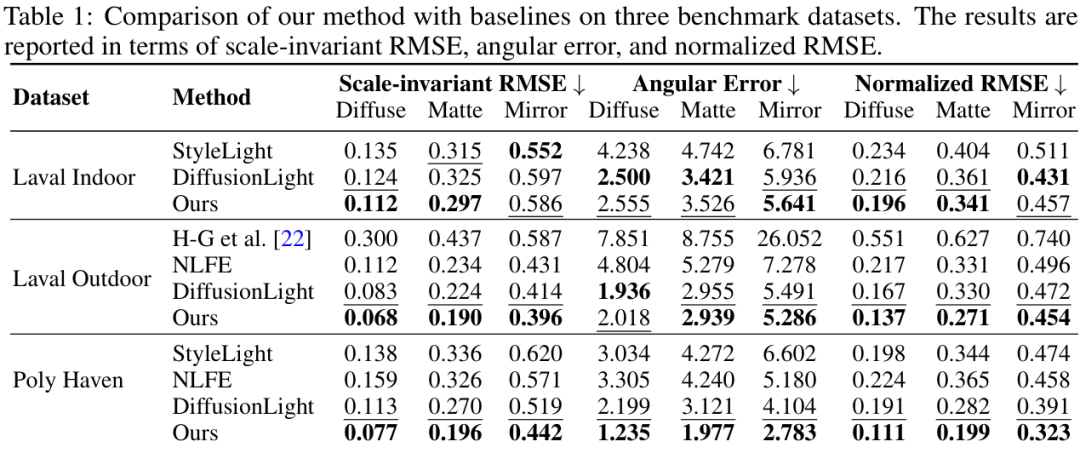 Table 1: Comparison of our method with baselines on three benchmark datasets. The results are
reported in terms of scale-invariant RMSE, angular error, and normalized RMSE.
Dataset Method Scale-invariant RMSE ↓ Angular Error ↓ Normalized RMSE ↓
Diffuse Matte Mirror Diffuse Matte Mirror Diffuse Matte Mirror
StyleLight 0.135 0.315 0.552 4.238 4.742 6.781 0.234 0.404 0.511
Laval Indoor DiffusionLight 0.124 0.325 0.597 2.500 3.421 5.936 0.216 0.361 0.431
Ours 0.112 0.297 0.586 2.555 3.526 5.641 0.196 0.341 0.457
H-G et al. [22] 0.300 0.437 0.587 7.851 8.755 26.052 0.551 0.627 0.740
Laval Outdoor NLFE 0.112 0.234 0.431 4.804 5.279 7.278 0.217 0.331 0.496
DiffusionLight 0.083 0.224 0.414 1.936 2.955 5.491 0.167 0.330 0.472
Ours 0.068 0.190 0.396 2.018 2.939 5.286 0.137 0.271 0.454
StyleLight 0.138 0.336 0.620 3.034 4.272 6.602 0.198 0.344 0.474
Poly Haven NLFE 0.159 0.326 0.571 3.305 4.240 5.180 0.224 0.365 0.458
DiffusionLight 0.113 0.270 0.519 2.199 3.121 4.104 0.191 0.282 0.391
Ours 0.077 0.196 0.442 1.235 1.977 2.783 0.111 0.199 0.323